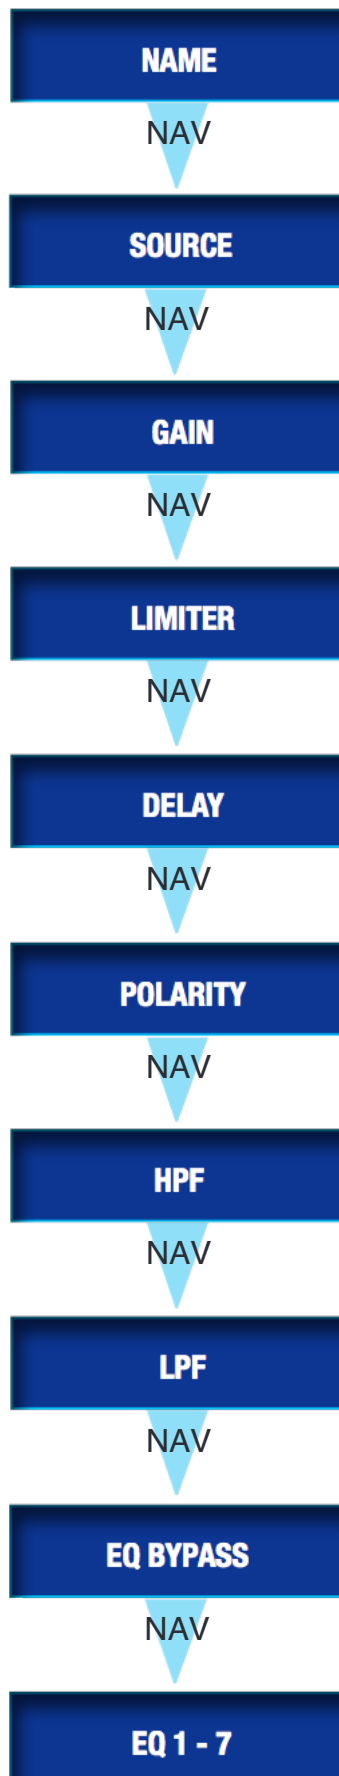 NAME
NAV
SOURCE
NAV
GAIN
NAV
LIMITER
NAV
DELAY
NAV
POLARITY
NAV
HPF
NAV
LPF
NAV
EQ BYPASS
NAV
EQ 1 - 7